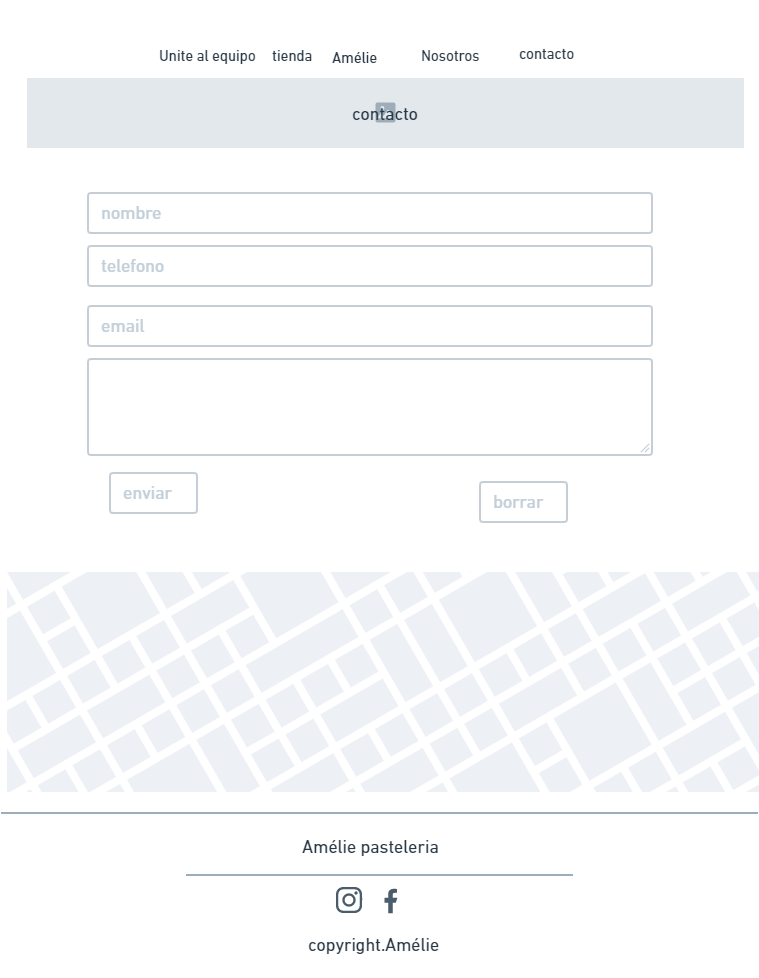 Unite al equipo tienda Amélie Nosotros contacto
contacto
nombre
telefono
email
enviar borrar
Amélie pasteleria
copyright.Amélie